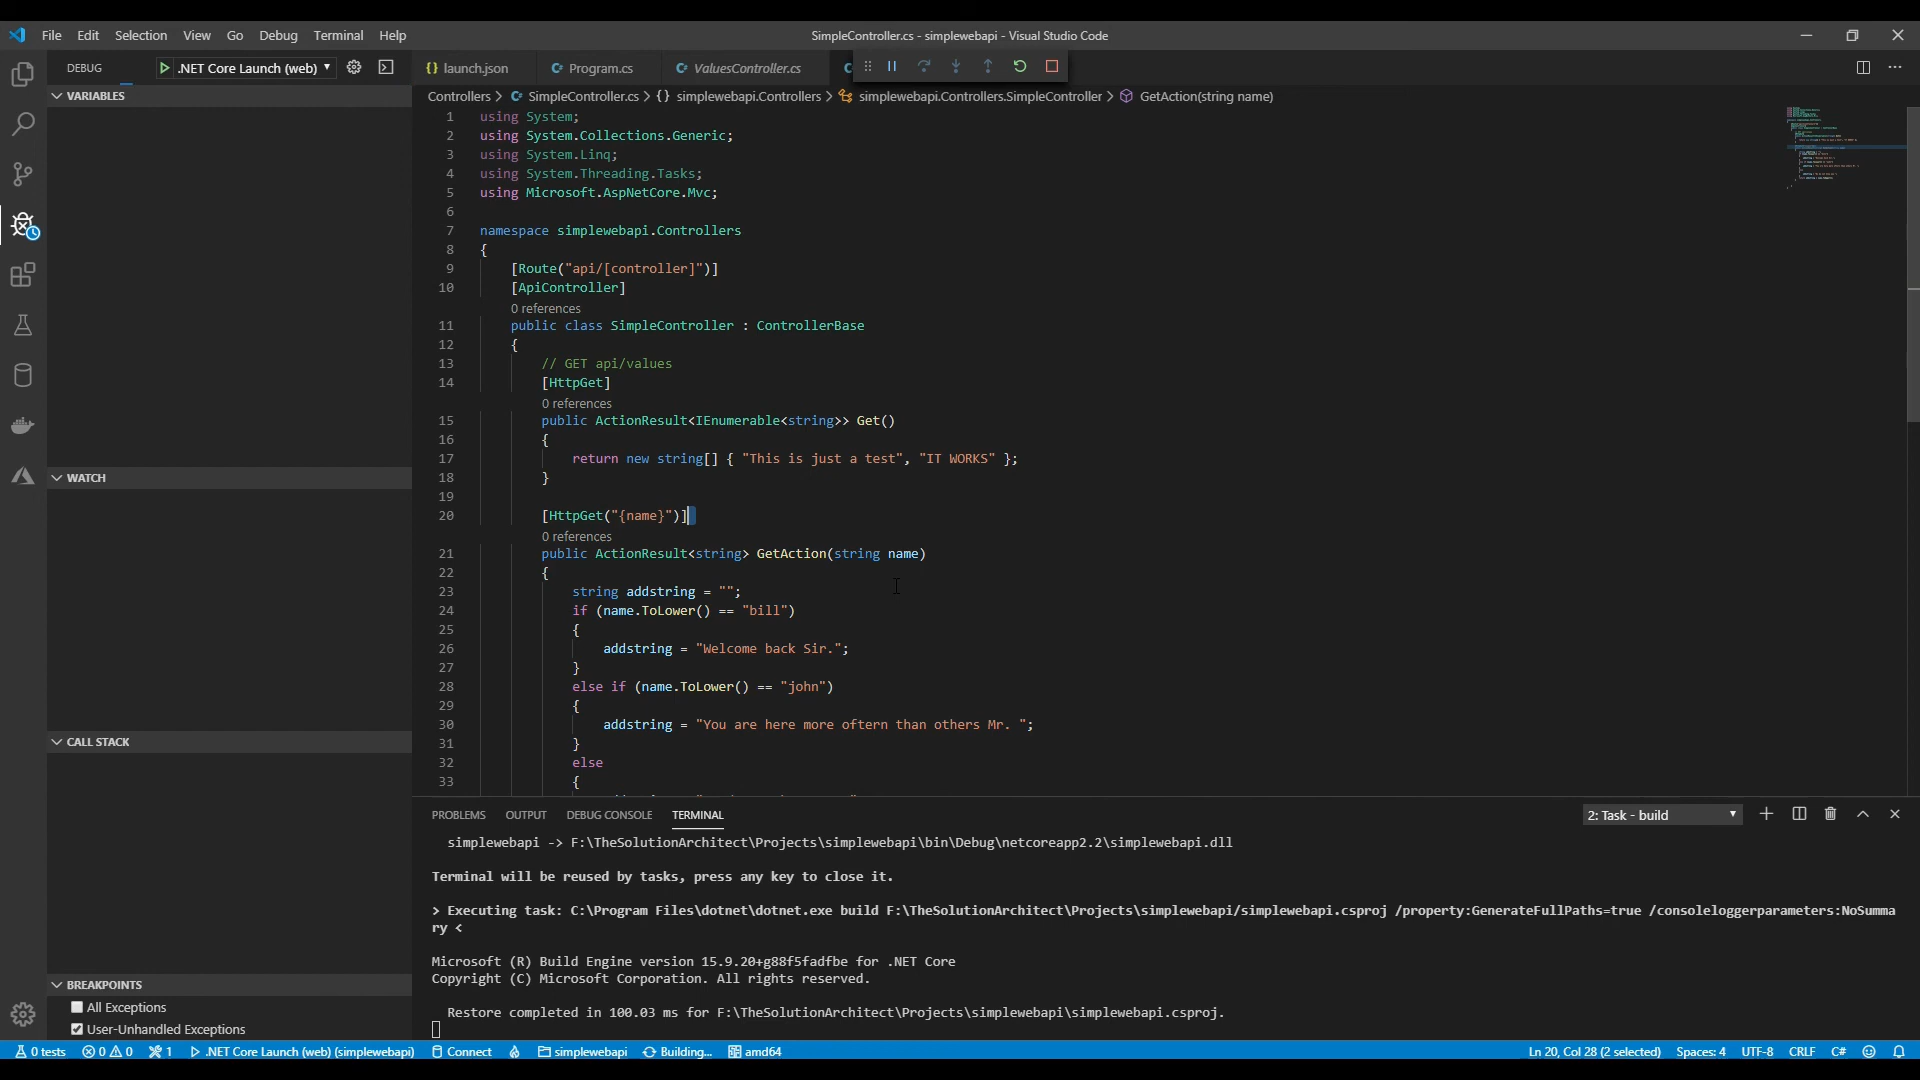 File Edit Selection View Go Debug Terminal Help
SimpleController.cs - simplewebapi - Visual Studio Code
DEBUG .NET Core Launch (web)
launch.json Program.cs ValuesController.cs
VARIABLES
WATCH
CALL STACK
BREAKPOINTS
All Exceptions
User-Unhandled Exceptions
Controllers > SimpleController.cs > {} simplewebapi.Controllers > simplewebapi.Controllers.SimpleController > GetAction(string name)
1 using System;
2 using System.Collections.Generic;
3 using System.Linq;
4 using System.Threading.Tasks;
5 using Microsoft.AspNetCore.Mvc;
6
7 namespace simplewebapi.Controllers
8 {
9 [Route("api/[controller]")]
10 [ApiController]
0 references
11 public class SimpleController : ControllerBase
12 {
13 // GET api/values
14 [HttpGet]
0 references
15 public ActionResult<IEnumerable<string>> Get()
16 {
17 return new string[] { "This is just a test", "IT WORKS" };
18 }
19
20 [HttpGet("{name}")]
0 references
21 public ActionResult<string> GetAction(string name)
22 {
23 string addstring = "";
24 if (name.ToLower() == "bill")
25 {
26 addstring = "Welcome back Sir.";
27 }
28 else if (name.ToLower() == "john")
29 {
30 addstring = "You are here more oftern than others Mr. ";
31 }
32 else
33 {
PROBLEMS OUTPUT DEBUG CONSOLE TERMINAL 2: Task - build
simplewebapi -> F:\TheSolutionArchitect\Projects\simplewebapi\bin\Debug\netcoreapp2.2\simplewebapi.dll
Terminal will be reused by tasks, press any key to close it.
> Executing task: C:\Program Files\dotnet\dotnet.exe build F:\TheSolutionArchitect\Projects\simplewebapi/simplewebapi.csproj /property:GenerateFullPaths=true /consoleloggerparameters:NoSumma
ry <
Microsoft (R) Build Engine version 15.9.20+g88f5fadfbe for .NET Core
Copyright (C) Microsoft Corporation. All rights reserved.
Restore completed in 100.03 ms for F:\TheSolutionArchitect\Projects\simplewebapi\simplewebapi.csproj.
0 tests 0 0 1 .NET Core Launch (web) (simplewebapi) Connect simplewebapi Building... amd64 Ln 20, Col 28 (2 selected) Spaces: 4 UTF-8 CRLF C#